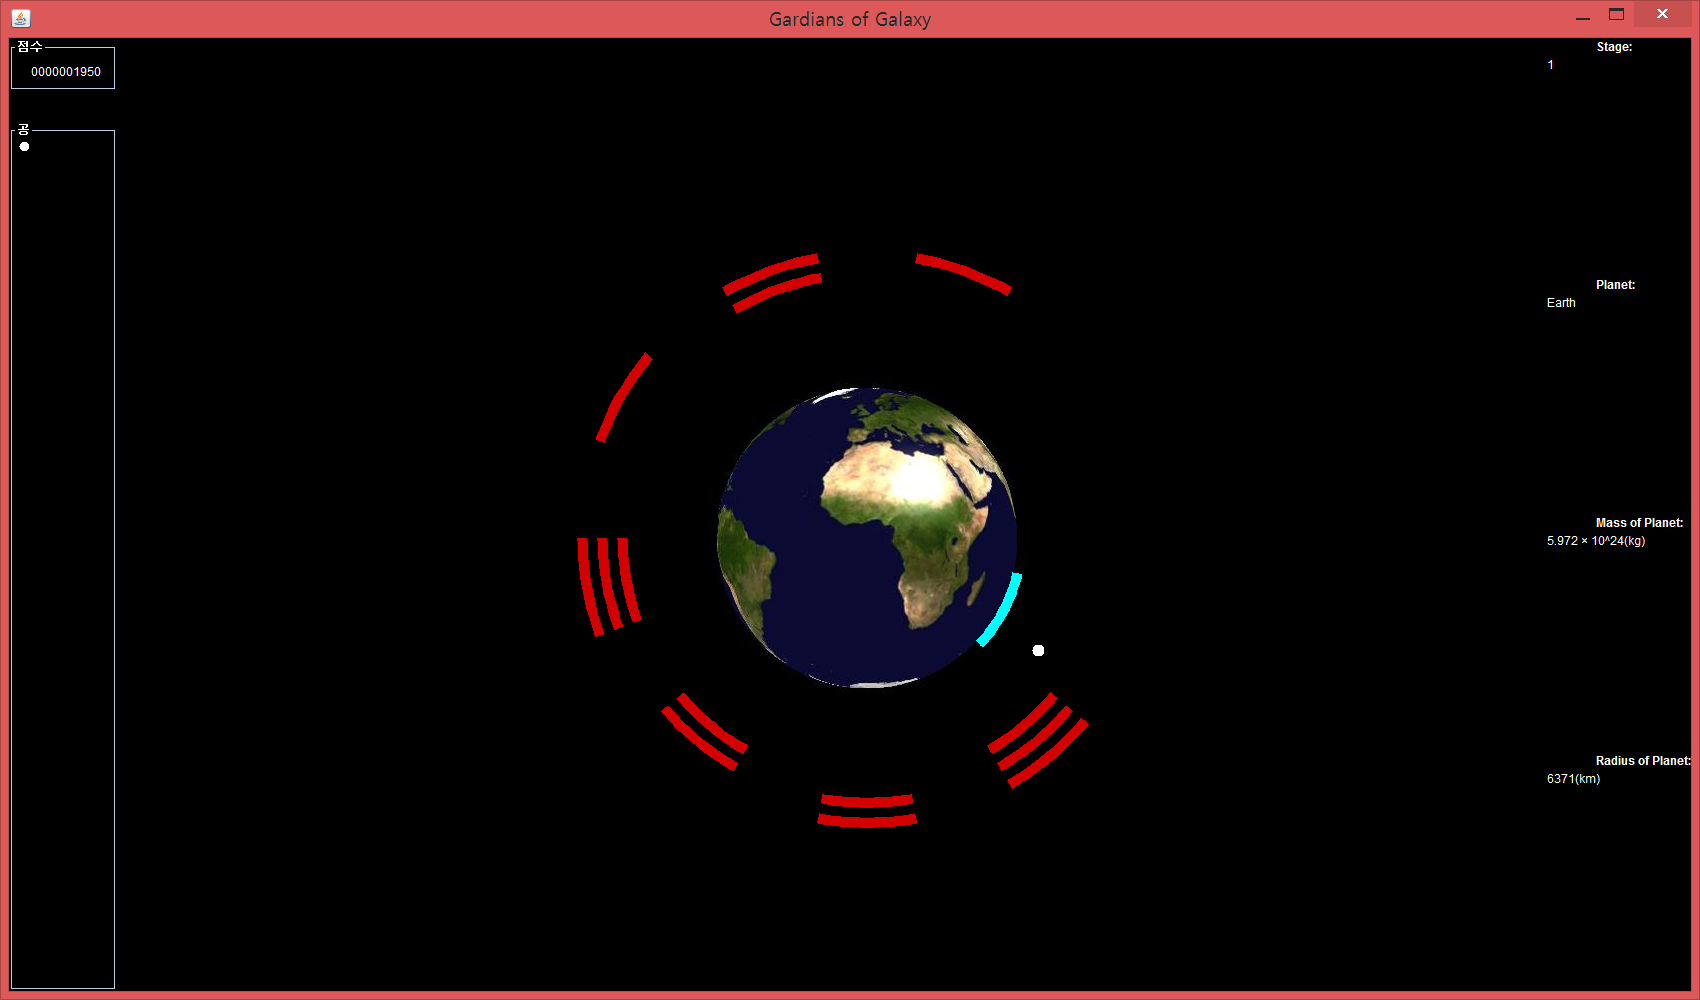 Gardians of Galaxy
점수
0000001950
공
Stage:
1
Planet:
Earth
Mass of Planet:
5.972 × 10^24(kg)
Radius of Planet:
6371(km)